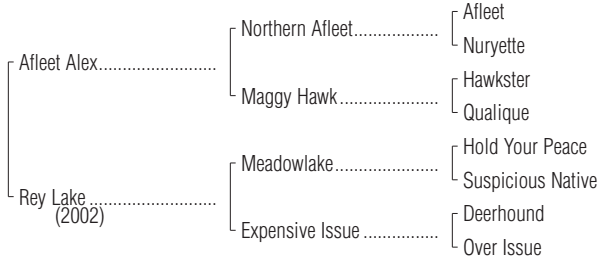 Afleet
Northern Afleet....................
Nuryette
Afleet Alex...........................
Hawkster
Maggy Hawk.......................
Qualique
Hold Your Peace
Meadowlake........................
Suspicious Native
Rey Lake .............................
(2002)
Deerhound
Expensive Issue .................
Over Issue